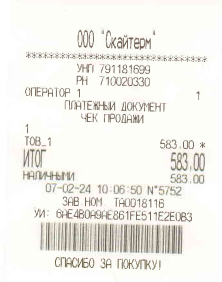 ООО "Скайтерм"
УНП 791181699
РН 710020330
ОПЕРАТОР 1 1
ПЛАТЕЖНЫЙ ДОКУМЕНТ
ЧЕК ПРОДАЖИ
1
ТОВ_1 583.00 *
ИТОГ 583,00
НАЛИЧНЫМИ 583.00
07-02-24 10:06:50 N°5752
ЗАВ.НОМ. ТА0018116
УИ: 6AE4B0A9AE861FE511E2E0B3
СПАСИБО ЗА ПОКУПКУ!